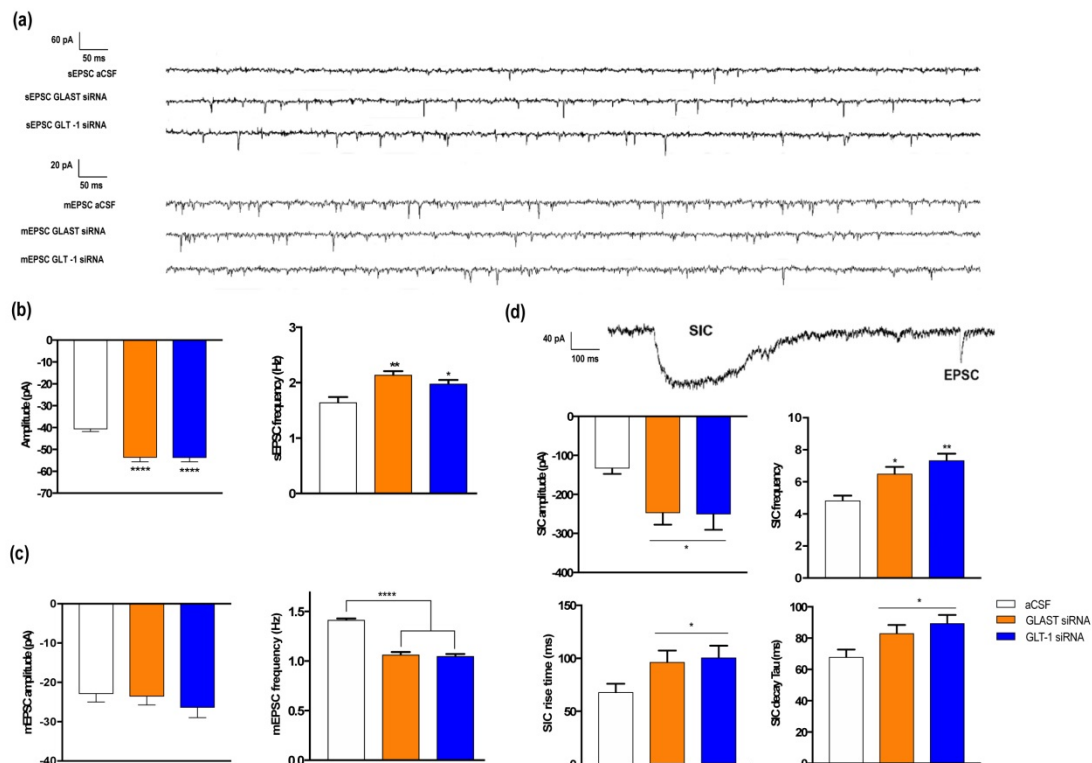 (a)
60 pA
50 ms
sEPSC aCSF
sEPSC GLAST siRNA
sEPSC GLT -1 siRNA
20 pA
50 ms
mEPSC aCSF
mEPSC GLAST siRNA
mEPSC GLT -1 siRNA
(b)
Amplitude (pA)
0
-10
-20
-30
-40
-50
-60
-70
****
****
sEPSC frequency (Hz)
3
2
1
0
**
*
(c)
mEPSC amplitude (pA)
0
-10
-20
-30
-40
mEPSC frequency (Hz)
1.5
1.0
0.5
0.0
****
(d)
40 pA
100 ms
SIC
EPSC
SIC amplitude (pA)
0
-100
-200
-300
-400
*
SIC frequency
10
8
6
4
2
0
*
**
SIC rise time (ms)
150
100
50
0
*
SIC decay Tau (ms)
100
80
60
40
20
0
*
aCSF
GLAST siRNA
GLT-1 siRNA